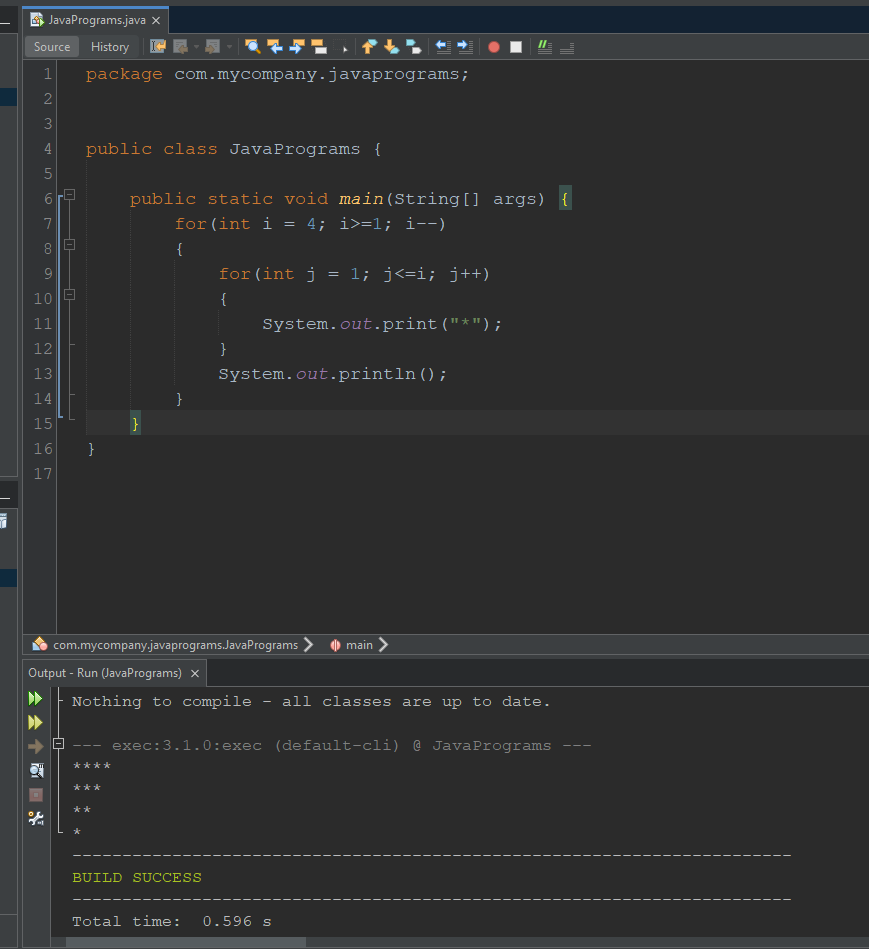 JavaPrograms.java
Source History
1 package com.mycompany.javaprograms;
2
3
4 public class JavaPrograms {
5
6     public static void main(String[] args) {
7         for(int i = 4; i>=1; i--)
8         {
9             for(int j = 1; j<=i; j++)
10             {
11                 System.out.print("*");
12             }
13             System.out.println();
14         }
15     }
16 }
17
com.mycompany.javaprograms.JavaPrograms main
Output - Run (JavaPrograms)
Nothing to compile - all classes are up to date.
--- exec:3.1.0:exec (default-cli) @ JavaPrograms ---
****
***
**
*
------------------------------------------------------------------------
BUILD SUCCESS
------------------------------------------------------------------------
Total time:  0.596 s